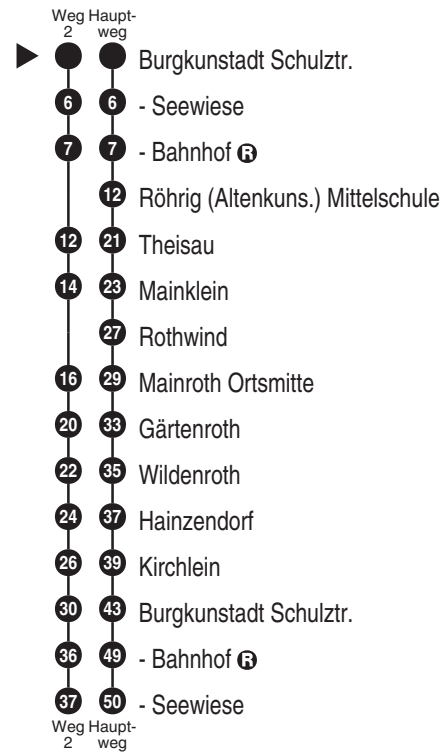 Weg Haupt-
2 weg
Burgkunstadt Schulztr.
6 6 - Seewiese
7 7 - Bahnhof R
12 Röhrig (Altenkuns.) Mittelschule
12 21 Theisau
14 23 Mainklein
27 Rothwind
16 29 Mainroth Ortsmitte
20 33 Gärtenroth
22 35 Wildenroth
24 37 Hainzendorf
26 39 Kirchlein
30 43 Burgkunstadt Schulztr.
36 49 - Bahnhof R
37 50 - Seewiese
Weg Haupt-
2 weg